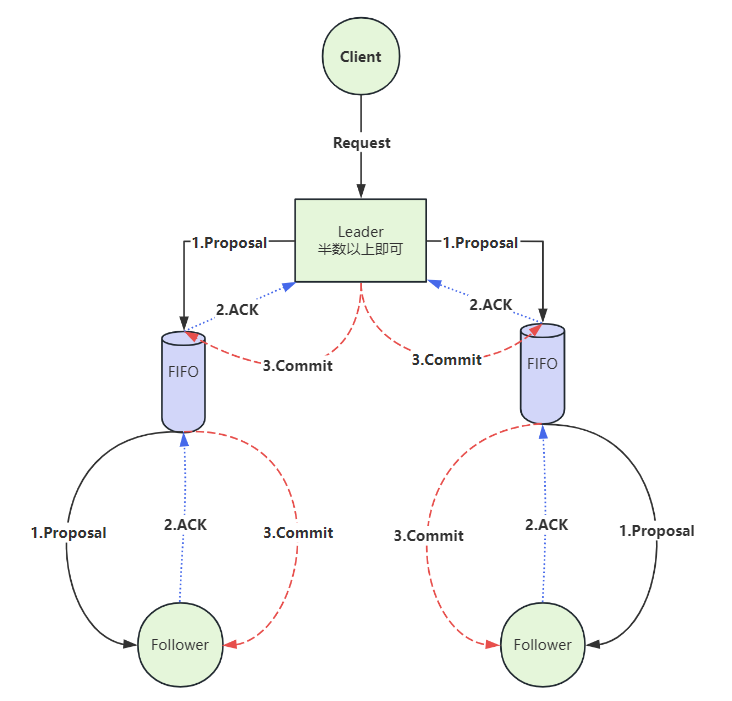 Client
Request
Leader
半数以上即可
1.Proposal
1.Proposal
2.ACK
2.ACK
3.Commit
3.Commit
FIFO
FIFO
1.Proposal
2.ACK
3.Commit
3.Commit
2.ACK
1.Proposal
Follower
Follower